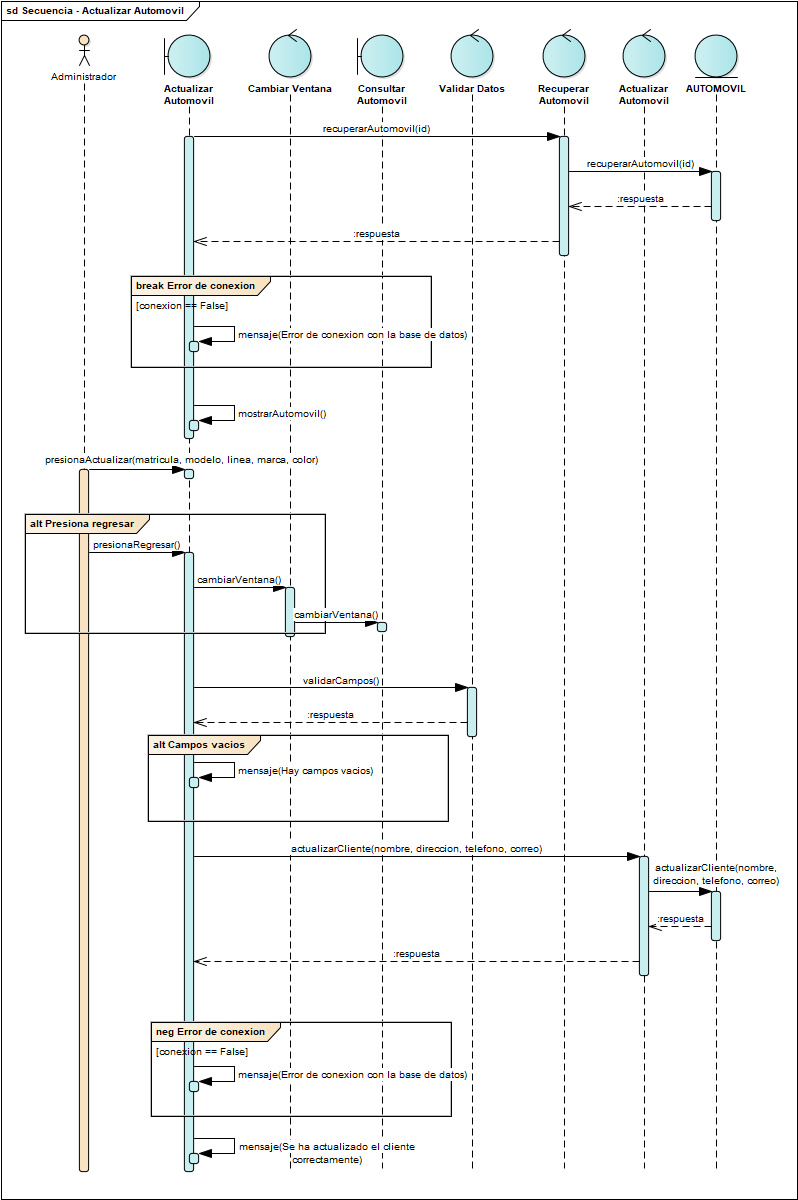 sd Secuencia - Actualizar Automovil
Administrador
Actualizar
Automovil
Cambiar Ventana
Consultar
Automovil
Validar Datos
Recuperar
Automovil
Actualizar
Automovil
AUTOMOVIL
recuperarAutomovil(id)
recuperarAutomovil(id)
:respuesta
:respuesta
break Error de conexion
[conexion == False]
mensaje(Error de conexion con la base de datos)
mostrarAutomovil()
presionaActualizar(matricula, modelo, linea, marca, color)
alt Presiona regresar
presionaRegresar()
cambiarVentana()
cambiarVentana()
validarCampos()
:respuesta
alt Campos vacios
mensaje(Hay campos vacios)
actualizarCliente(nombre, direccion, telefono, correo)
actualizarCliente(nombre,
direccion, telefono, correo)
:respuesta
:respuesta
neg Error de conexion
[conexion == False]
mensaje(Error de conexion con la base de datos)
mensaje(Se ha actualizado el cliente
correctamente)